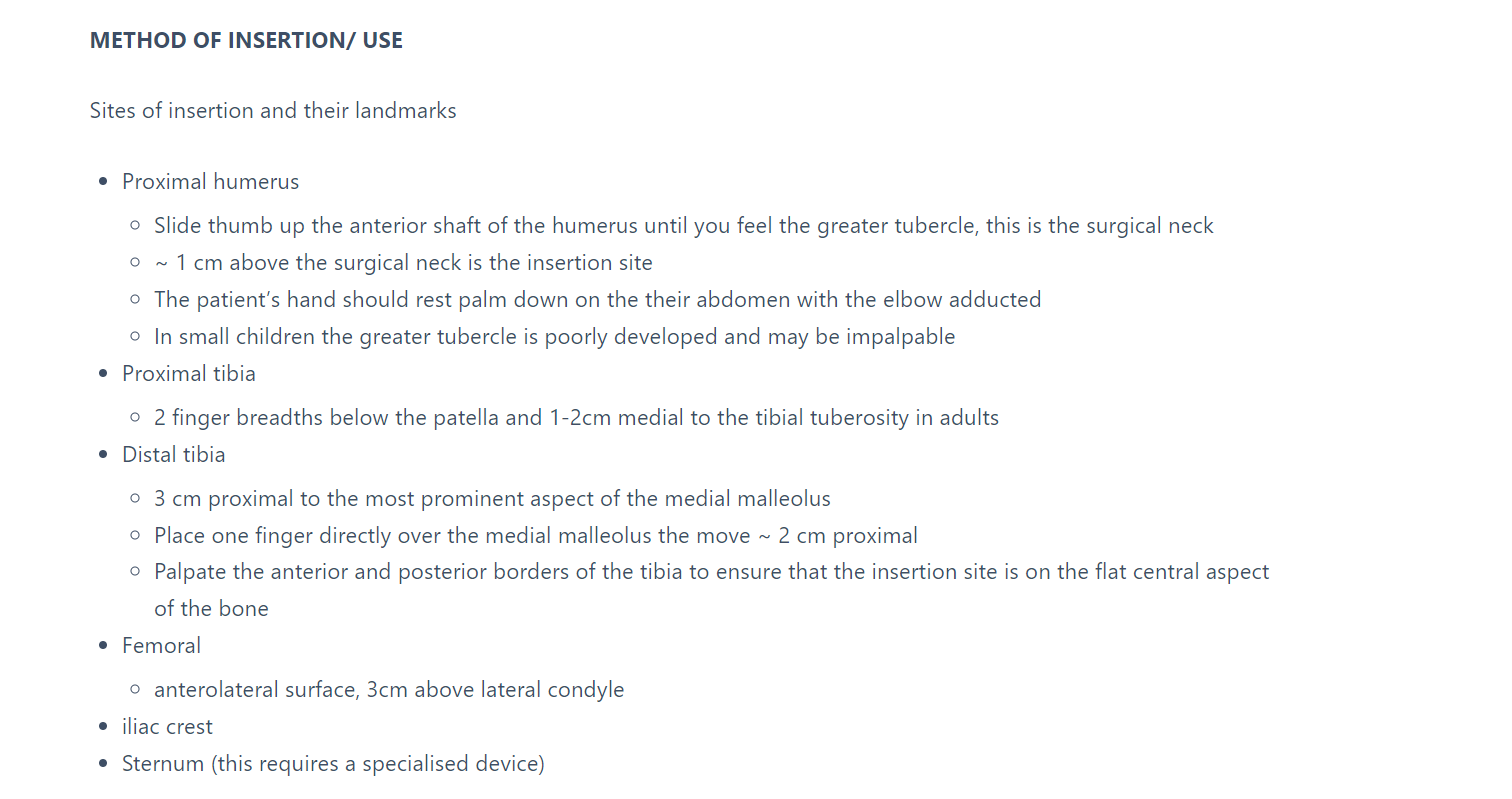 METHOD OF INSERTION/ USE
Sites of insertion and their landmarks
Proximal humerus
Slide thumb up the anterior shaft of the humerus until you feel the greater tubercle, this is the surgical neck
~ 1 cm above the surgical neck is the insertion site
The patient’s hand should rest palm down on the their abdomen with the elbow adducted
In small children the greater tubercle is poorly developed and may be impalpable
Proximal tibia
2 finger breadths below the patella and 1-2cm medial to the tibial tuberosity in adults
Distal tibia
3 cm proximal to the most prominent aspect of the medial malleolus
Place one finger directly over the medial malleolus the move ~ 2 cm proximal
Palpate the anterior and posterior borders of the tibia to ensure that the insertion site is on the flat central aspect
of the bone
Femoral
anterolateral surface, 3cm above lateral condyle
iliac crest
Sternum (this requires a specialised device)